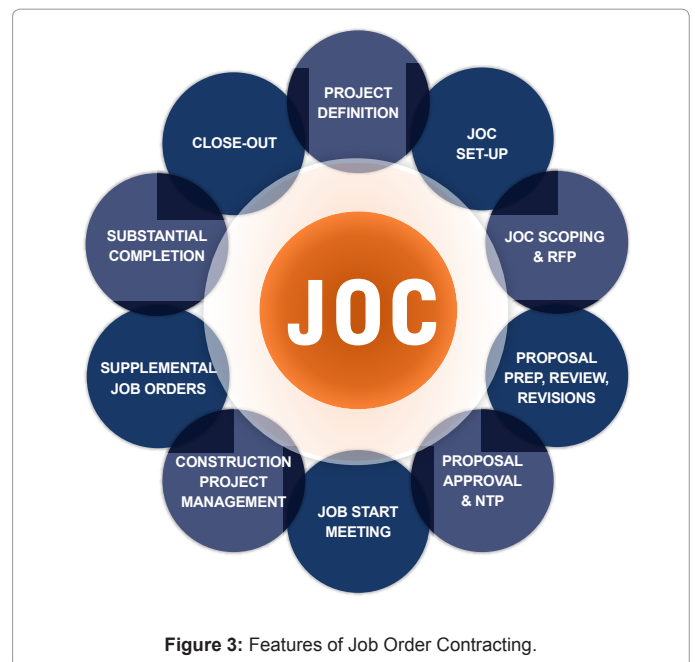 PROJECT
DEFINITION
JOC
SET-UP
JOC SCOPING
& RFP
PROPOSAL
PREP, REVIEW,
REVISIONS
PROPOSAL
APPROVAL
& NTP
JOB START
MEETING
CONSTRUCTION
PROJECT
MANAGEMENT
SUPPLEMENTAL
JOB ORDERS
SUBSTANTIAL
COMPLETION
CLOSE-OUT
JOC
Figure 3: Features of Job Order Contracting.